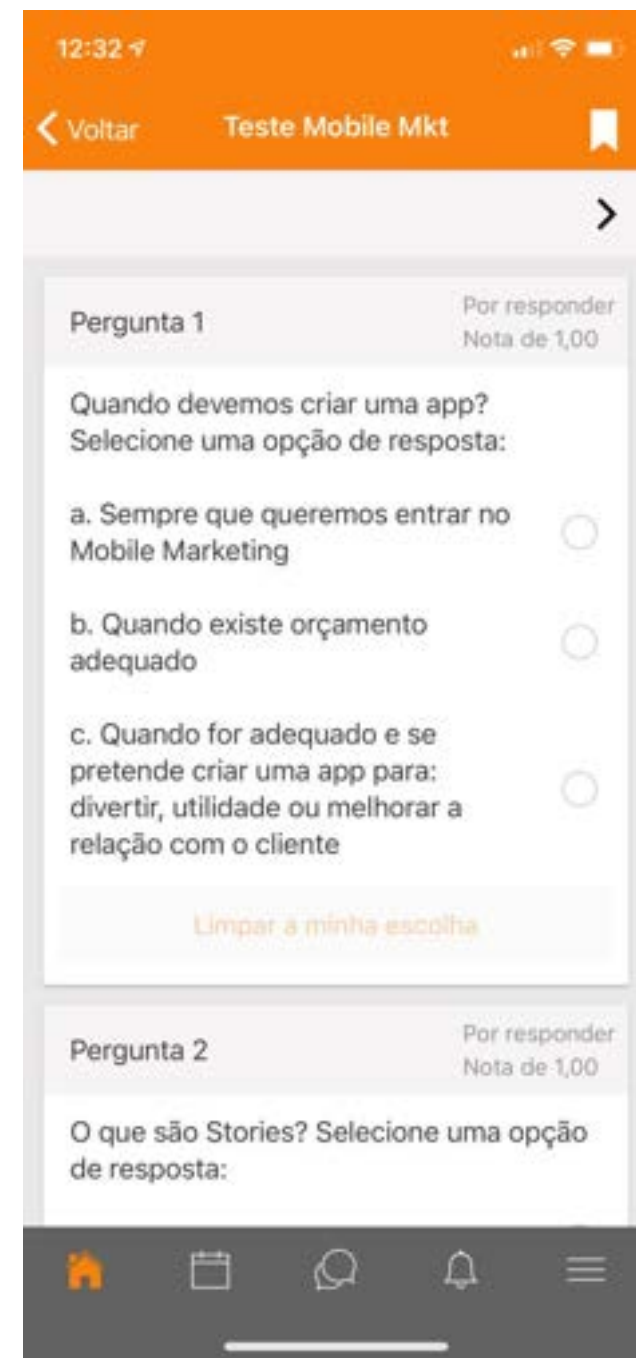 12:32
Voltar
Teste Mobile Mkt
Pergunta 1
Por responder
Nota de 1,00
Quando devemos criar uma app?
Selecione uma opção de resposta:
a. Sempre que queremos entrar no
Mobile Marketing
b. Quando existe orçamento
adequado
c. Quando for adequado e se
pretende criar uma app para:
divertir, utilidade ou melhorar a
relação com o cliente
Limpar a minha escolha
Pergunta 2
Por responder
Nota de 1,00
O que são Stories? Selecione uma opção
de resposta: